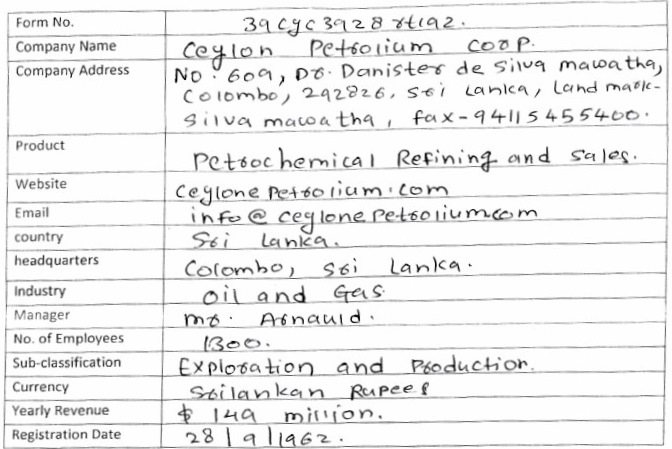 Form No. 39cyc3928rt192.
Company Name Ceylon Petrolium coop.
Company Address NO: 609, Dr. Danister de Silva mawatha,
Colombo, 292826, Sri Lanka, Land mark-
Silva mawatha, fax-94115455400.
Product Petrochemical Refining and sales.
Website Ceylonepetrolium.com
Email info@ceylonepetrolium.com
country Sri Lanka.
headquarters Colombo, Sri Lanka.
Industry Oil and Gas.
Manager mr. Arnauld.
No. of Employees 1300.
Sub-classification Exploration and Production.
Currency Srilankan Rupees
Yearly Revenue $ 149 million.
Registration Date 28/9/1962.